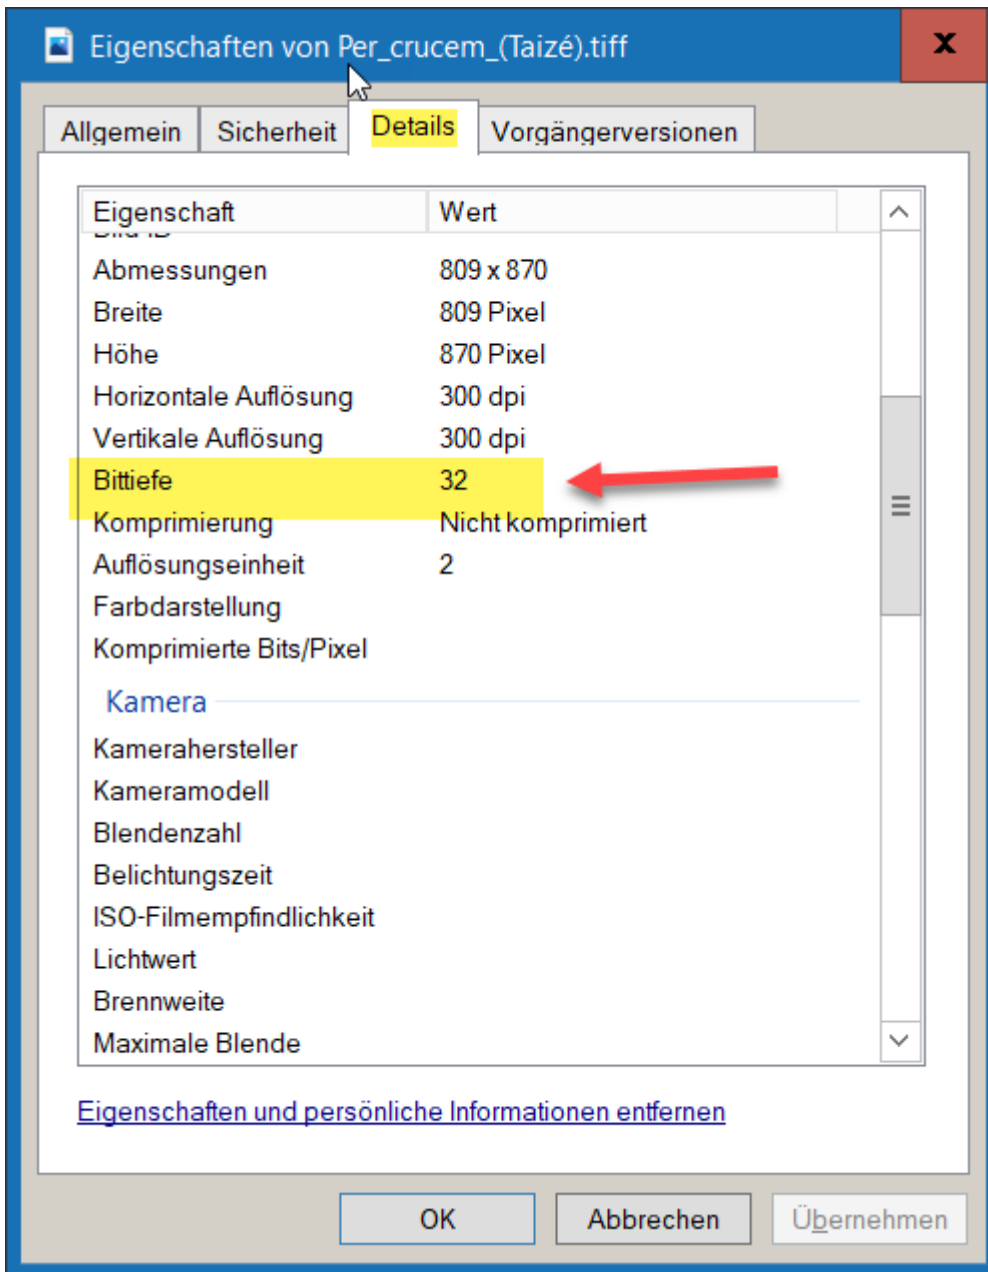 Eigenschaften von Per_crucem_(Taizé).tiff
x
Allgemein Sicherheit Details Vorgängerversionen
Eigenschaft Wert
Abmessungen 809 x 870
Breite 809 Pixel
Höhe 870 Pixel
Horizontale Auflösung 300 dpi
Vertikale Auflösung 300 dpi
Bittiefe 32
Komprimierung Nicht komprimiert
Auflösungseinheit 2
Farbdarstellung
Komprimierte Bits/Pixel
Kamera
Kamerahersteller
Kameramodell
Blendenzahl
Belichtungszeit
ISO-Filmempfindlichkeit
Lichtwert
Brennweite
Maximale Blende
Eigenschaften und persönliche Informationen entfernen
OK Abbrechen Übernehmen